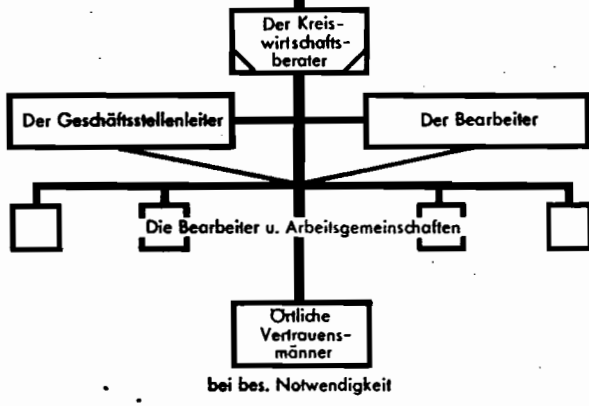 Der Kreis-
wirtschafts-
berater
Der Geschäftsstellenleiter
Der Bearbeiter
Die Bearbeiter u. Arbeitsgemeinschaften
Örtliche
Vertrauens-
männer
bei bes. Notwendigkeit